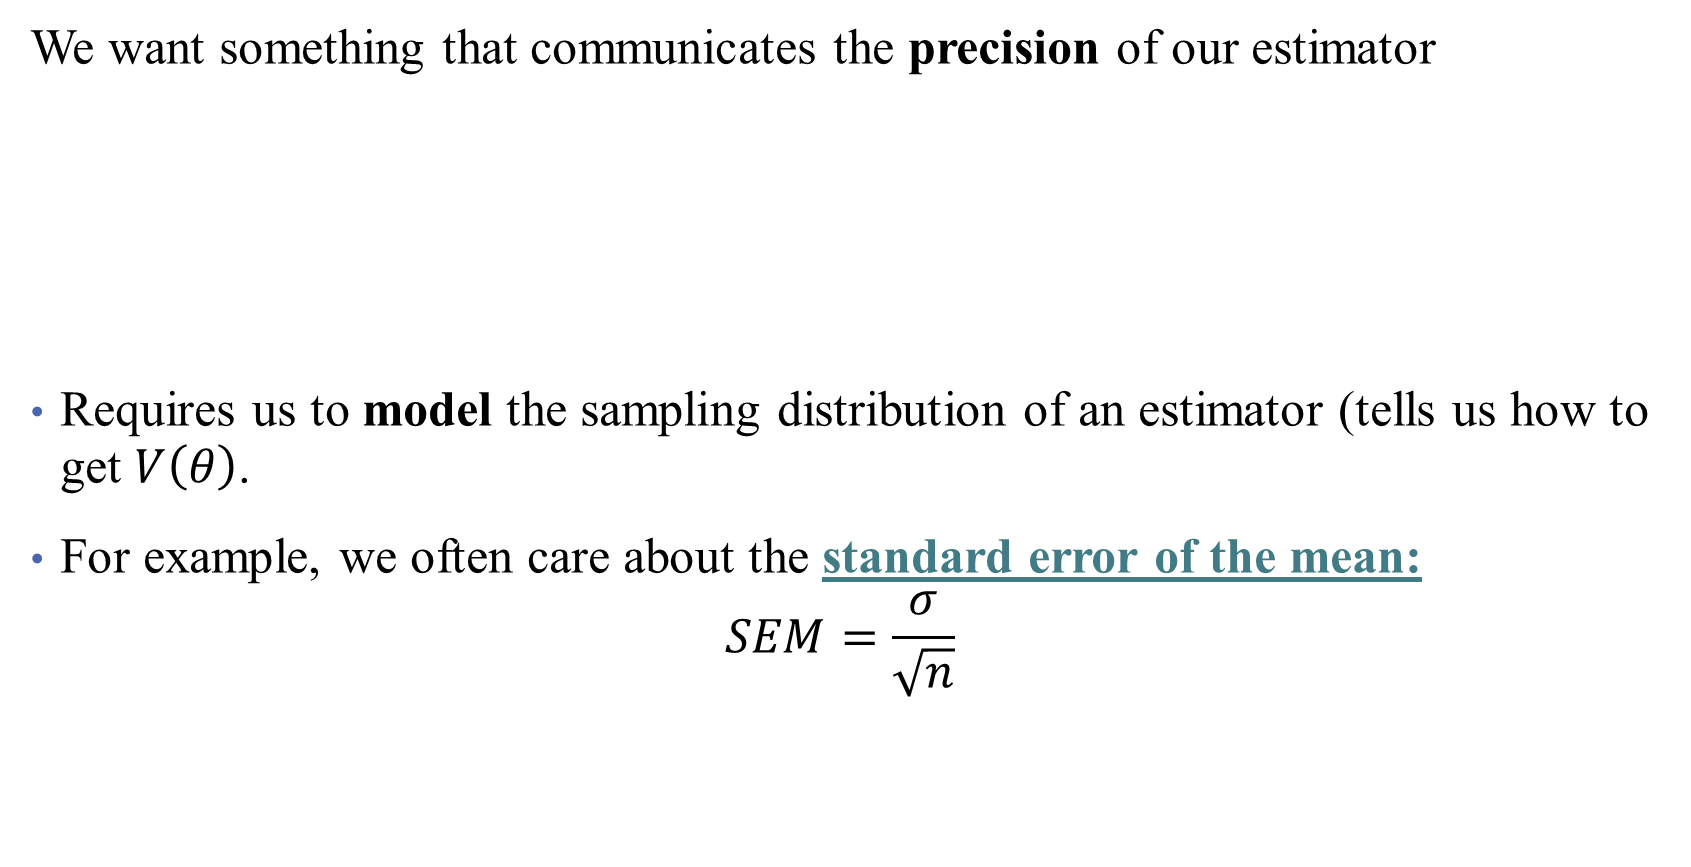 We want something that communicates the precision of our estimator
• Requires us to model the sampling distribution of an estimator (tells us how to
get V(θ).
• For example, we often care about the standard error of the mean:
SEM = σ/√n